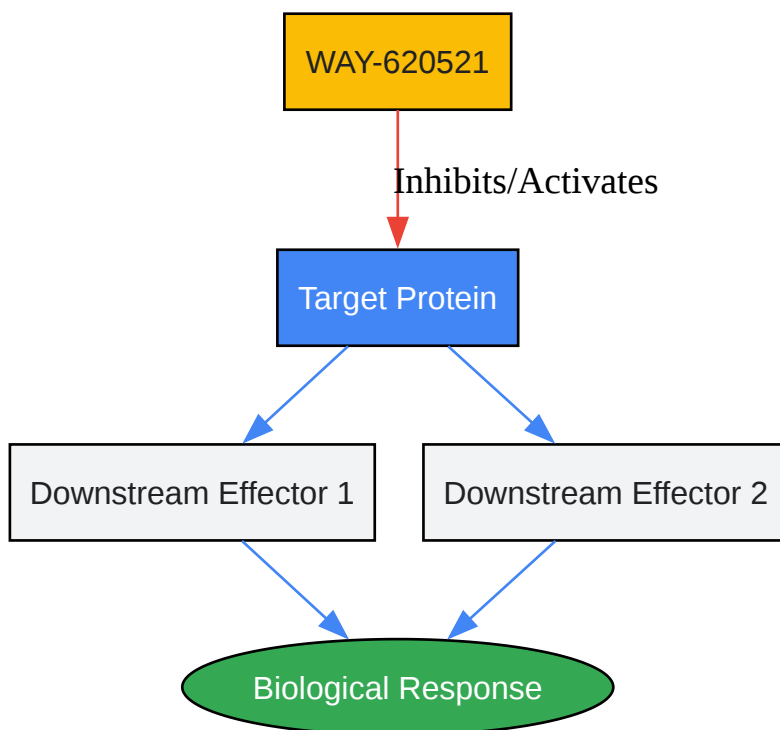 WAY-620521
Inhibits/Activates
Target Protein
Downstream Effector 1
Downstream Effector 2
Biological Response